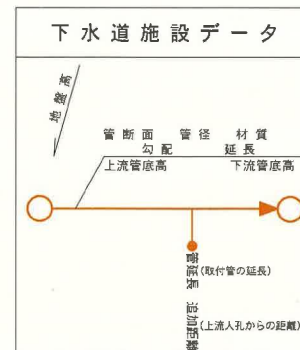 下水道施設データ
地盤高
管断面 管径 材質
勾配 延長
上流管底高 下流管底高
管延長 (取付管の延長)
追加距離 (上流人孔からの距離)